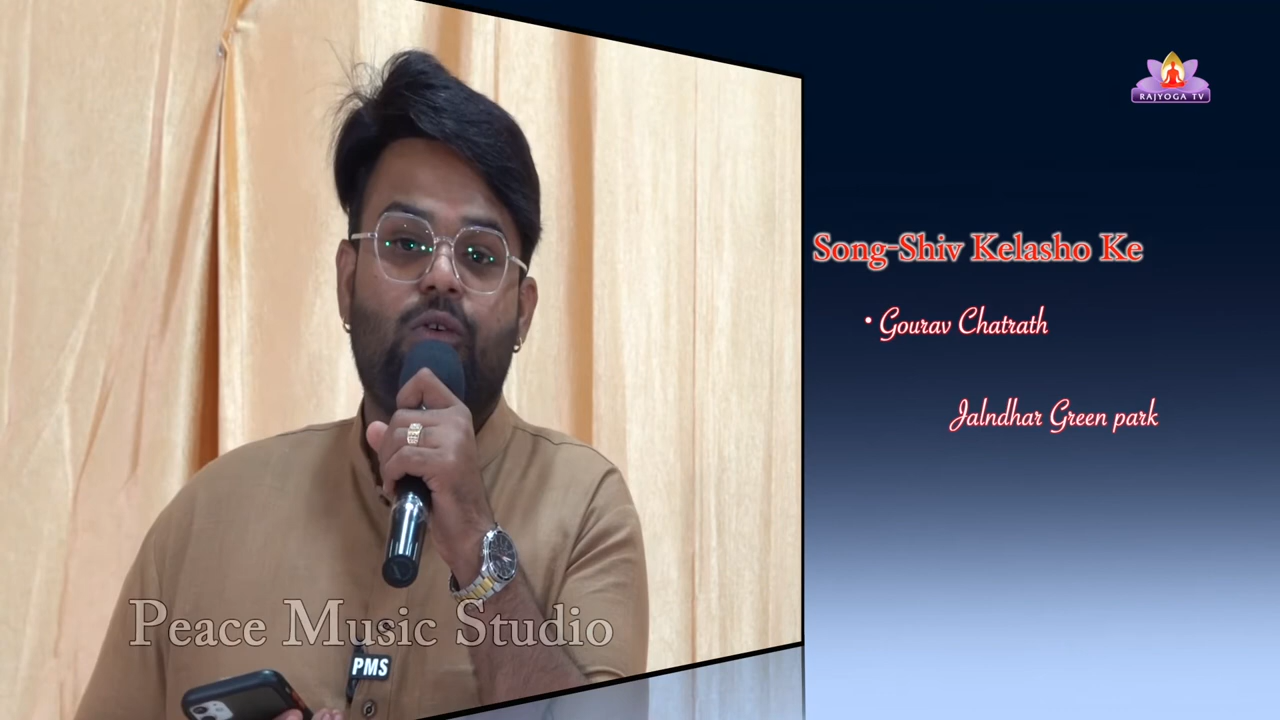 RAJYOGA TV
Song-Shiv Kelasho Ke
• Gourav Chatrath
Jalndhar Green park
Peace Music Studio
PMS